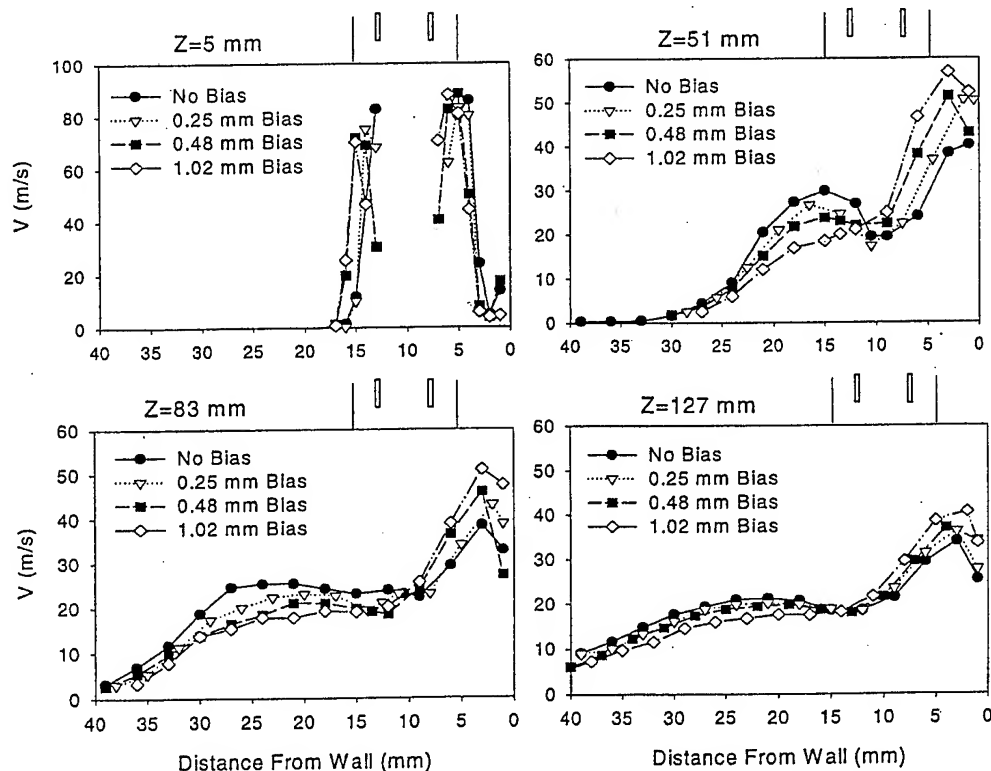 Z=5 mm
100
80
60
40
20
0
V (m/s)
No Bias
0.25 mm Bias
0.48 mm Bias
1.02 mm Bias
40 35 30 25 20 15 10 5 0
Z=51 mm
60
50
40
30
20
10
0
No Bias
0.25 mm Bias
0.48 mm Bias
1.02 mm Bias
40 35 30 25 20 15 10 5 0
Z=83 mm
60
50
40
30
20
10
0
V (m/s)
No Bias
0.25 mm Bias
0.48 mm Bias
1.02 mm Bias
40 35 30 25 20 15 10 5 0
Distance From Wall (mm)
Z=127 mm
60
50
40
30
20
10
0
No Bias
0.25 mm Bias
0.48 mm Bias
1.02 mm Bias
40 35 30 25 20 15 10 5 0
Distance From Wall (mm)